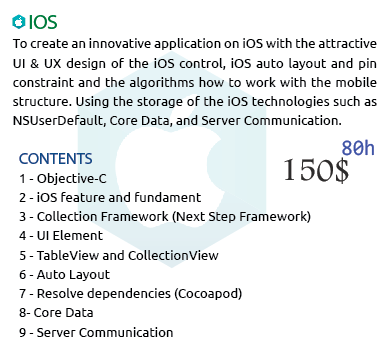 IOS
To create an innovative application on iOS with the attractive
UI & UX design of the iOS control, iOS auto layout and pin
constraint and the algorithms how to work with the mobile
structure. Using the storage of the iOS technologies such as
NSUserDefault, Core Data, and Server Communication.
80h
150$
CONTENTS
1 - Objective-C
2 - iOS feature and fundament
3 - Collection Framework (Next Step Framework)
4 - UI Element
5 - TableView and CollectionView
6 - Auto Layout
7 - Resolve dependencies (Cocoapod)
8- Core Data
9 - Server Communication